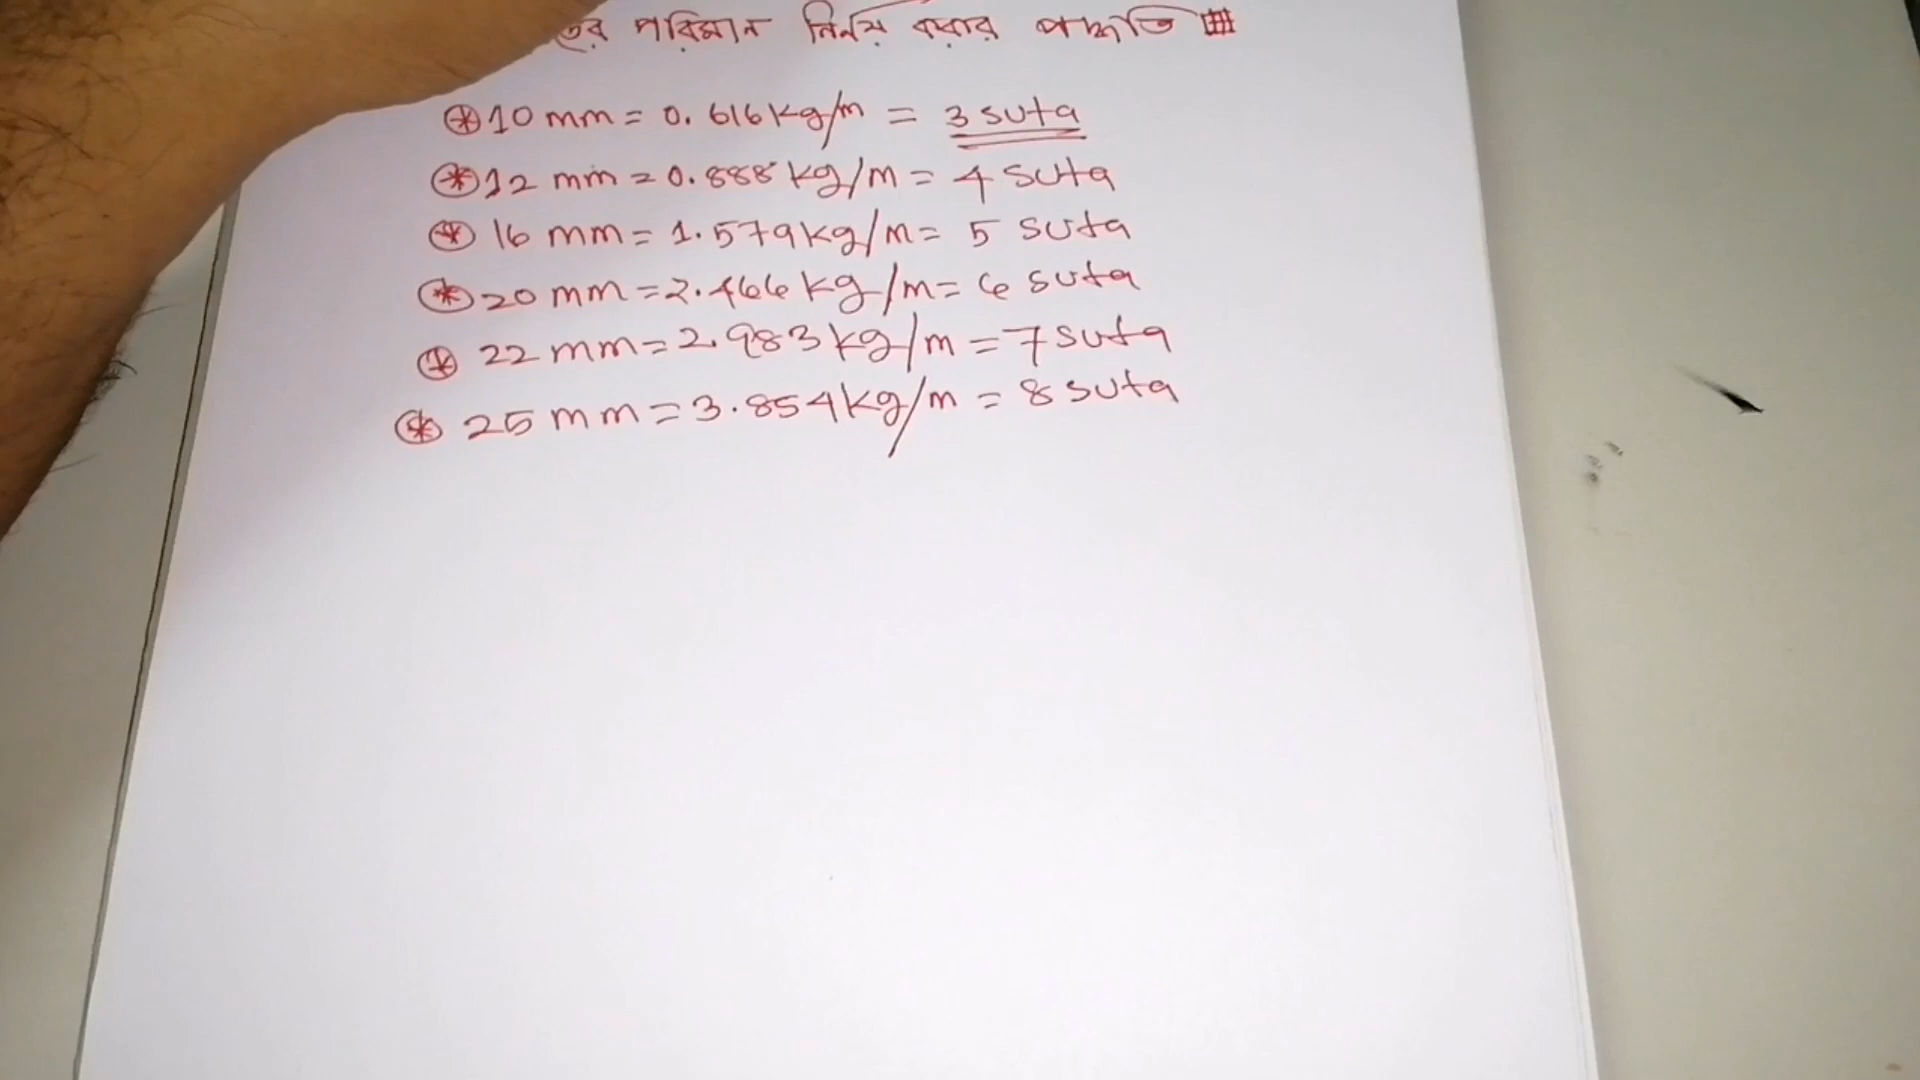 পরিমান নির্নয় করার পদ্ধতি
10 mm = 0.616 kg/m = 3 suta
12 mm = 0.888 kg/m = 4 suta
16 mm = 1.579 kg/m = 5 suta
20 mm = 2.466 kg/m = 6 suta
22 mm = 2.983 kg/m = 7 suta
25 mm = 3.854 kg/m = 8 suta